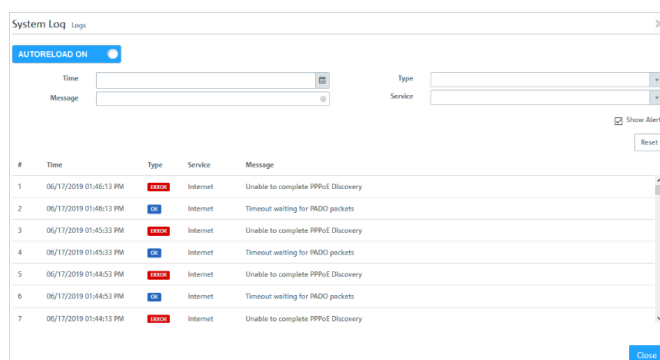 System Log Logs
AUTORELOAD ON
Time Type
Message Service
Show Alert
Reset
# Time Type Service Message
1 06/17/2019 01:46:13 PM ERROR Internet Unable to complete PPPoE Discovery
2 06/17/2019 01:46:13 PM OK Internet Timeout waiting for PADO packets
3 06/17/2019 01:45:33 PM ERROR Internet Unable to complete PPPoE Discovery
4 06/17/2019 01:45:33 PM OK Internet Timeout waiting for PADO packets
5 06/17/2019 01:44:53 PM ERROR Internet Unable to complete PPPoE Discovery
6 06/17/2019 01:44:53 PM OK Internet Timeout waiting for PADO packets
7 06/17/2019 01:44:13 PM ERROR Internet Unable to complete PPPoE Discovery
Close